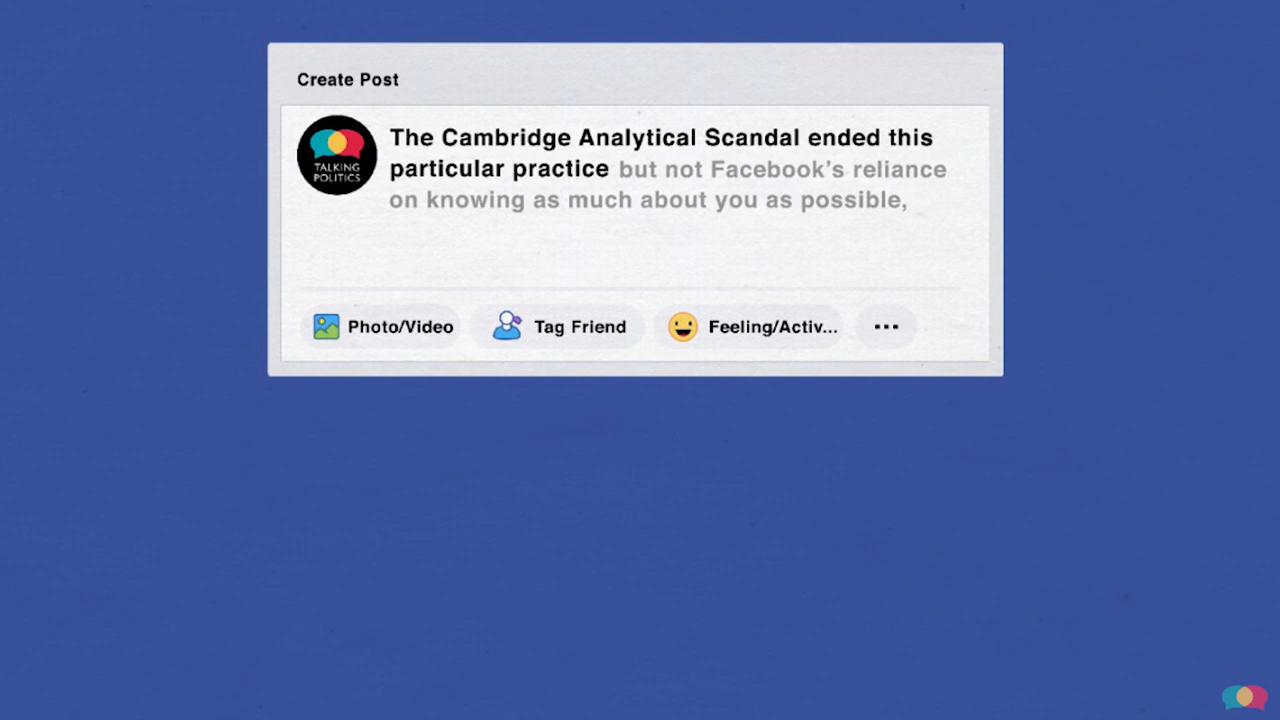 Create Post
TALKING
POLITICS
The Cambridge Analytical Scandal ended this
particular practice but not Facebook’s reliance
on knowing as much about you as possible,
Photo/Video
Tag Friend
Feeling/Activ...